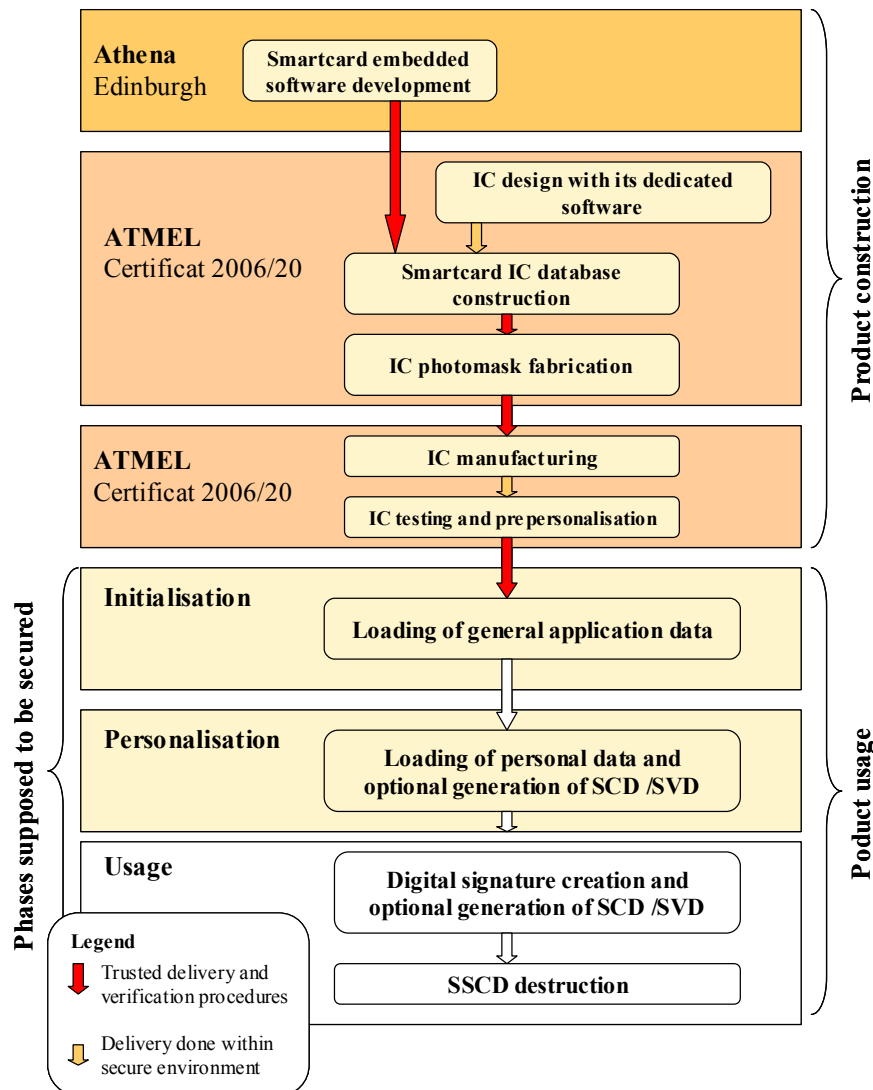 Athena
Edinburgh
Smartcard embedded
software development
ATMEL
Certificat 2006/20
IC design with its dedicated
software
Smartcard IC database
construction
IC photomask fabrication
Product construction
ATMEL
Certificat 2006/20
IC manufacturing
IC testing and prepersonalisation
Initialisation
Loading of general application data
Personalisation
Loading of personal data and
optional generation of SCD /SVD
Usage
Digital signature creation and
optional generation of SCD /SVD
SSCD destruction
Phases supposed to be secured
Poduct usage
Legend
Trusted delivery and
verification procedures
Delivery done within
secure environment